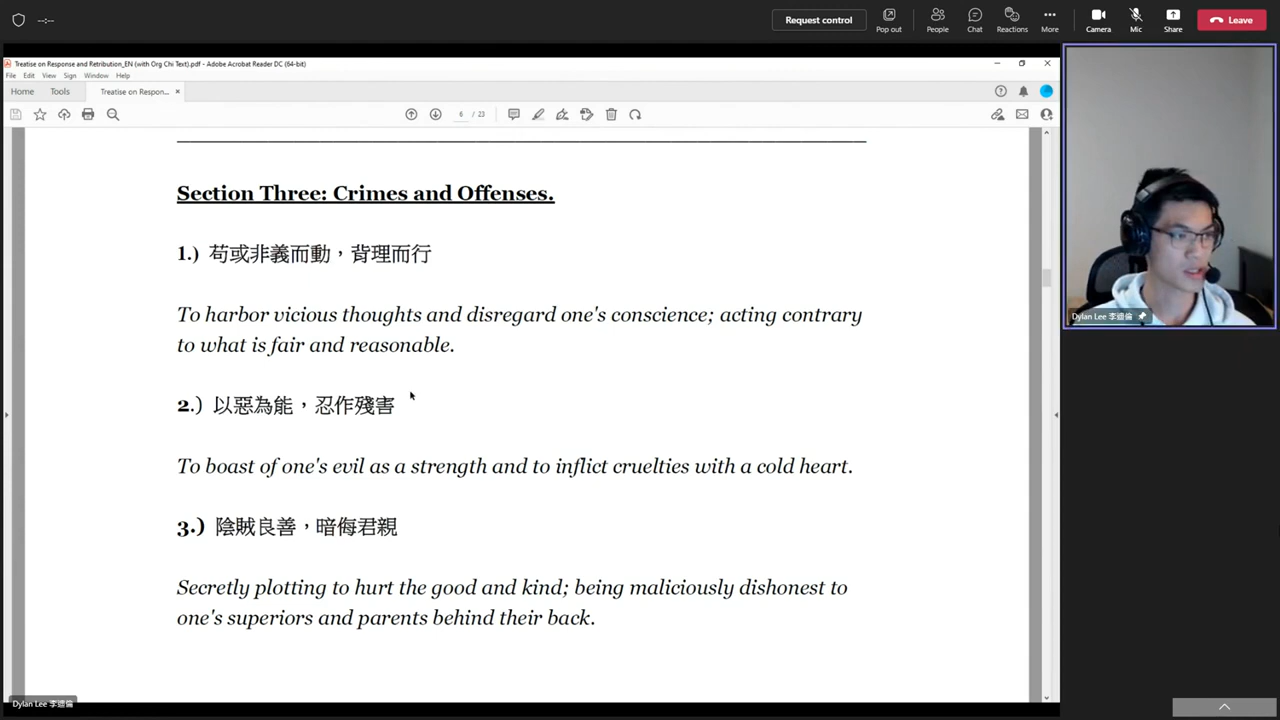 --:--
Request control
Pop out
People
Chat
Reactions
More
Camera
Mic
Share
Leave
Treatise on Response and Retribution_EN (with Org Chi Text).pdf - Adobe Acrobat Reader DC (64-bit)
File Edit View Sign Window Help
Home Tools Treatise on Respon... ×
6 / 23
Section Three: Crimes and Offenses.
1.) 苟或非義而動，背理而行
To harbor vicious thoughts and disregard one's conscience; acting contrary
to what is fair and reasonable.
2.) 以惡為能，忍作殘害
To boast of one's evil as a strength and to inflict cruelties with a cold heart.
3.) 陰賊良善，暗侮君親
Secretly plotting to hurt the good and kind; being maliciously dishonest to
one's superiors and parents behind their back.
Dylan Lee 李迺倫
Dylan Lee 李迺倫